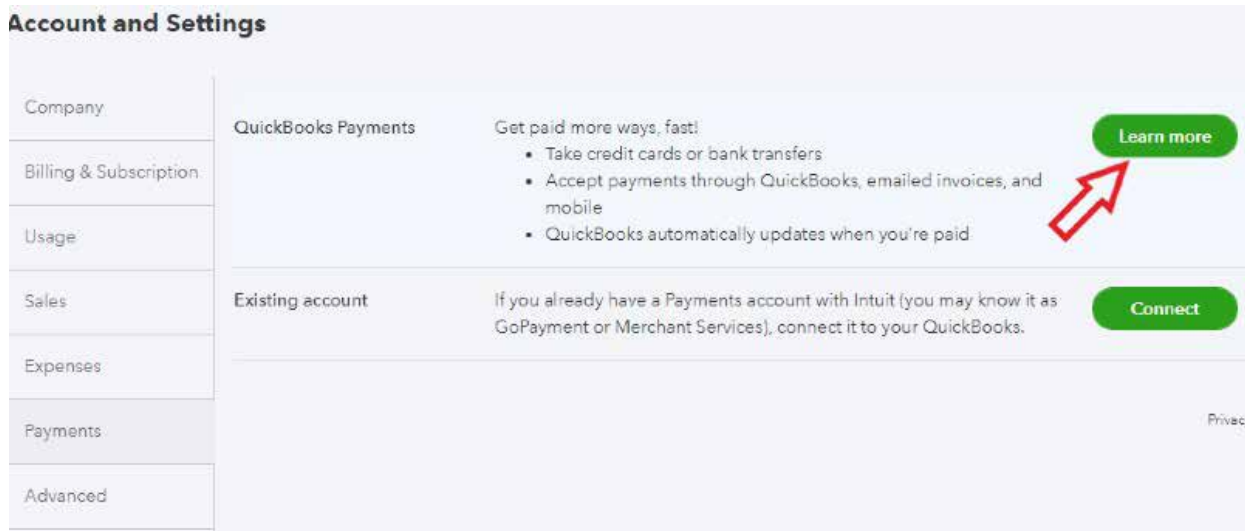 Account and Settings
Company
Billing & Subscription
Usage
Sales
Expenses
Payments
Advanced
QuickBooks Payments
Get paid more ways, fast!
• Take credit cards or bank transfers
• Accept payments through QuickBooks, emailed invoices, and
mobile
• QuickBooks automatically updates when you're paid
Learn more
Existing account
If you already have a Payments account with Intuit (you may know it as
GoPayment or Merchant Services), connect it to your QuickBooks.
Connect
Privac